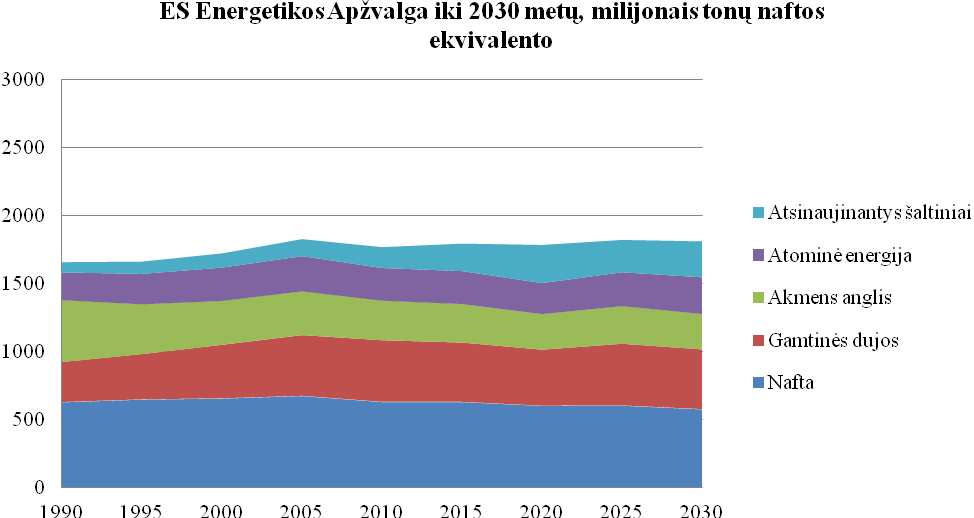 ES Energetikos Apžvalga iki 2030 metų, milijonais tonų naftos
ekvivalento
3000
2500
2000
1500
1000
500
0
1990 1995 2000 2005 2010 2015 2020 2025 2030
Atsinaujinantys šaltiniai
Atominė energija
Akmens anglis
Gamtinės dujos
Nafta